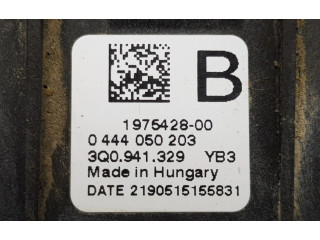 B
1975428-00
0 444 050 203
3Q0.941.329 YB3
Made in Hungary
DATE 2190515155831